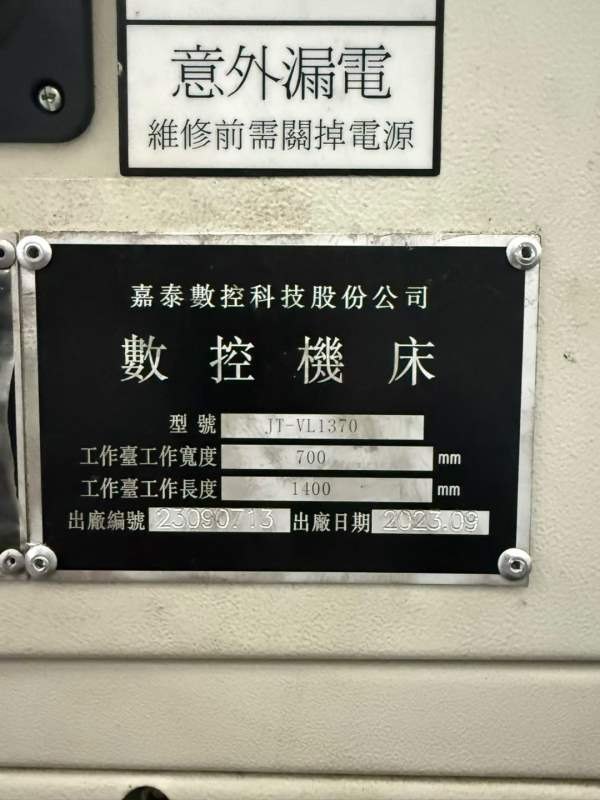 意外漏電
維修前需關掉電源
嘉泰數控科技股份公司
數控機床
型號 JT-VL1370
工作臺工作寬度 700 mm
工作臺工作長度 1400 mm
出廠編號 23090713 出廠日期 2023.09